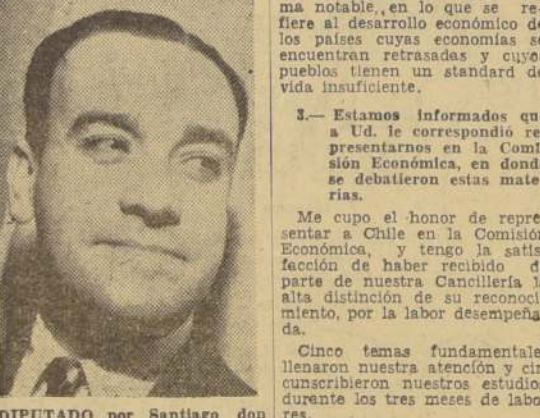 ma notable, en lo que se re-
fiere al desarrollo económico de
los países cuyas economías se
encuentran retrasadas y cuyos
pueblos tienen un standard de
vida insuficiente.
3.— Estamos informados que
a Ud. le correspondió re-
presentarnos en la Comi-
sión Económica, en donde
se debatieron estas mate-
rias.
Me cupo el honor de repre-
sentar a Chile en la Comisión
Económica, y tengo la satis-
facción de haber recibido d
parte de nuestra Cancillería l
alta distinción de su reconoci-
miento, por la labor desempeña-
da.
Cinco temas fundamentale
llenaron nuestra atención y cir
cunscribieron nuestros estudio
durante los tres meses de labo
res.
DIPUTADO por Santiago, don